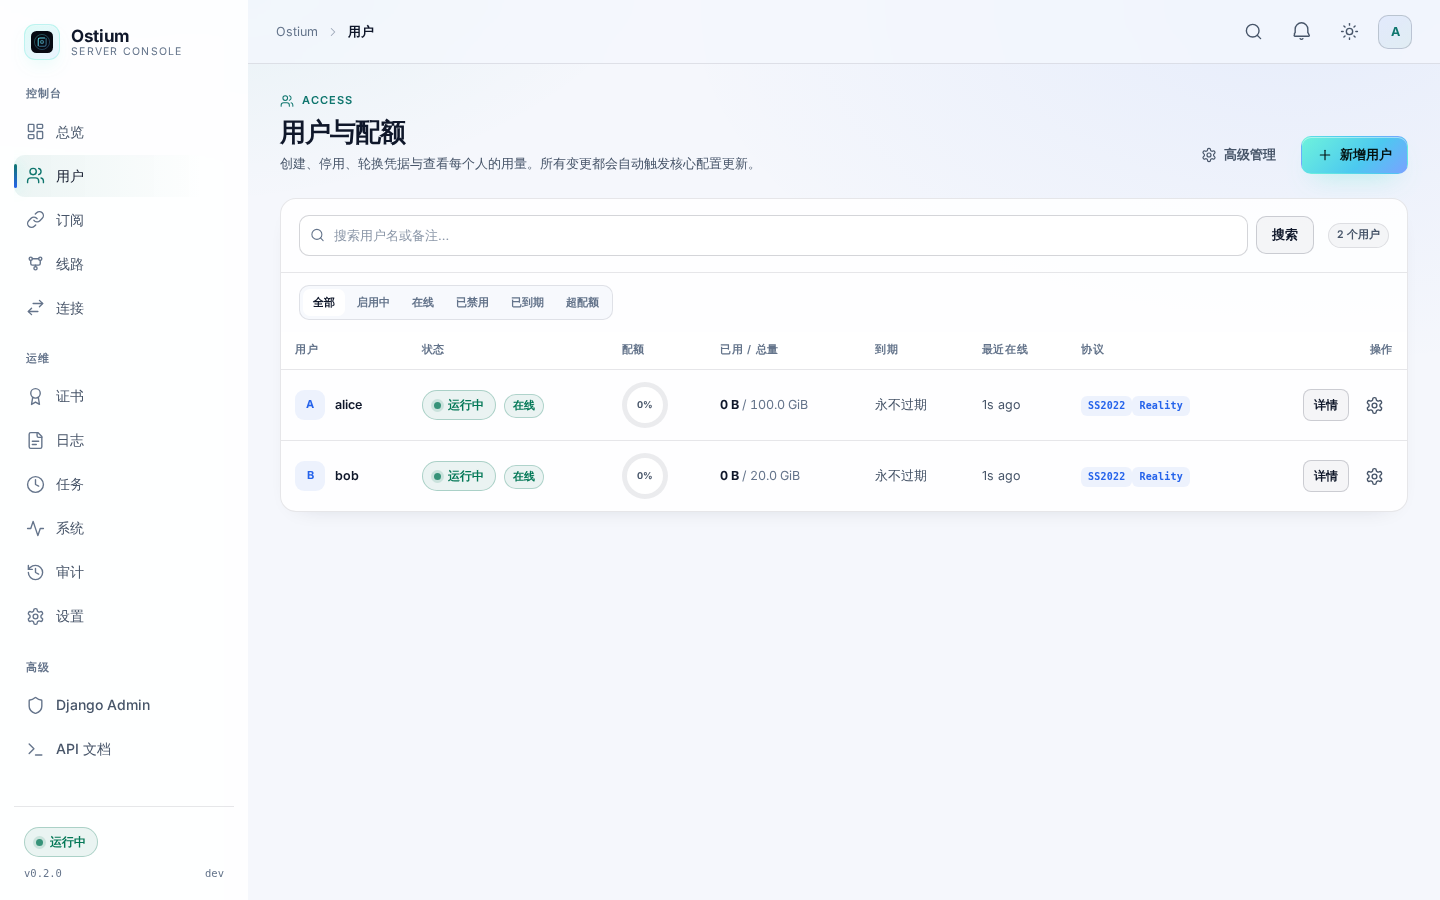 Ostium
SERVER CONSOLE
控制台
总览
用户
订阅
线路
连接
运维
证书
日志
任务
系统
审计
设置
高级
Django Admin
API 文档
运行中
v0.2.0 dev
Ostium 用户
A
ACCESS
用户与配额
创建、停用、轮换凭据与查看每个人的用量。所有变更都会自动触发核心配置更新。
高级管理
新增用户
搜索用户名或备注...
搜索
2 个用户
全部 启用中 在线 已禁用 已到期 超配额
用户 状态 配额 已用 / 总量 到期 最近在线 协议 操作
A alice 运行中 在线 0% 0 B / 100.0 GiB 永不过期 1s ago SS2022 Reality 详情
B bob 运行中 在线 0% 0 B / 20.0 GiB 永不过期 1s ago SS2022 Reality 详情